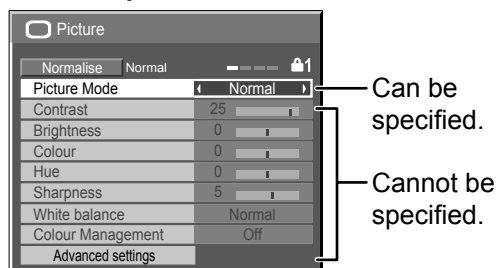 Picture
Normalise Normal 1
Picture Mode Normal
Contrast 25
Brightness 0
Colour 0
Hue 0
Sharpness 5
White balance Normal
Colour Management Off
Advanced settings
Can be
specified.
Cannot be
specified.